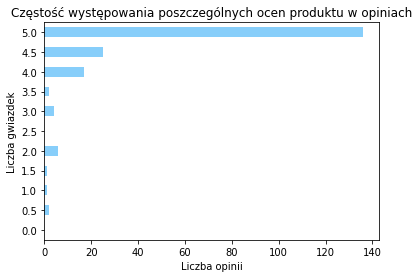 Częstość występowania poszczególnych ocen produktu w opiniach
5.0
4.5
4.0
3.5
3.0
2.5
2.0
1.5
1.0
0.5
0.0
Liczba gwiazdek
0 20 40 60 80 100 120 140
Liczba opinii